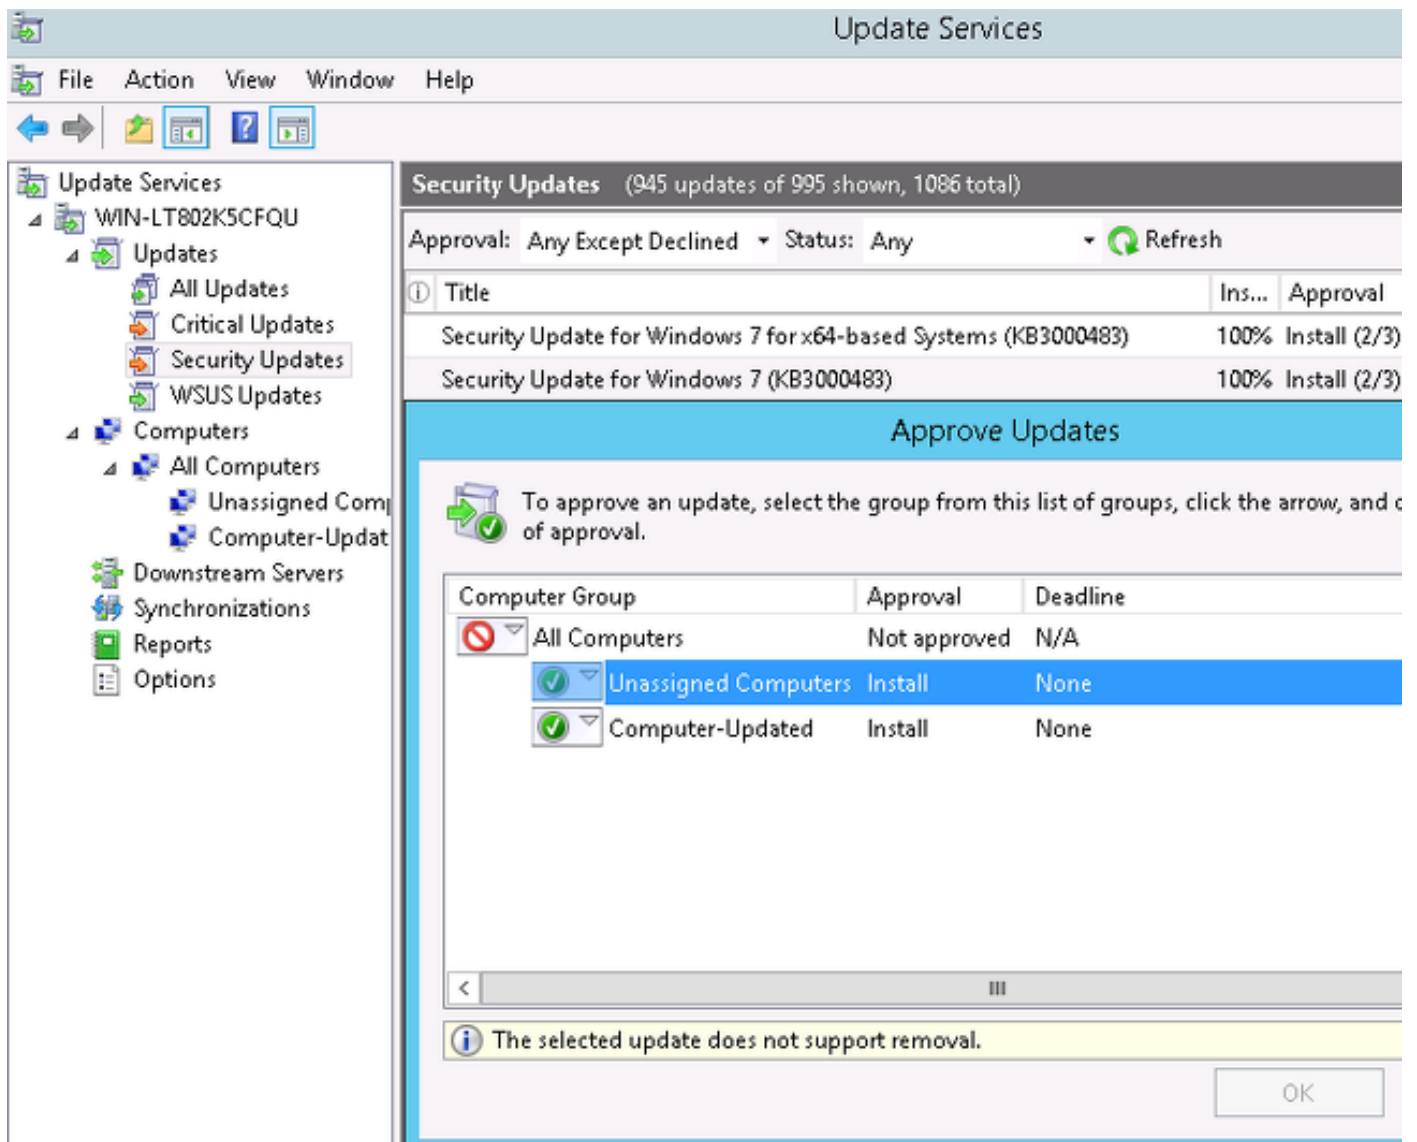 Update Services
File Action View Window Help
Update Services
WIN-LT802K5CFQU
Updates
All Updates
Critical Updates
Security Updates
WSUS Updates
Computers
All Computers
Unassigned Comp
Computer-Updat
Downstream Servers
Synchronizations
Reports
Options
Security Updates (945 updates of 995 shown, 1086 total)
Approval: Any Except Declined Status: Any Refresh
Title Ins... Approval
Security Update for Windows 7 for x64-based Systems (KB3000483) 100% Install (2/3)
Security Update for Windows 7 (KB3000483) 100% Install (2/3)
Approve Updates
To approve an update, select the group from this list of groups, click the arrow, and
of approval.
Computer Group Approval Deadline
All Computers Not approved N/A
Unassigned Computers Install None
Computer-Updated Install None
The selected update does not support removal.
OK